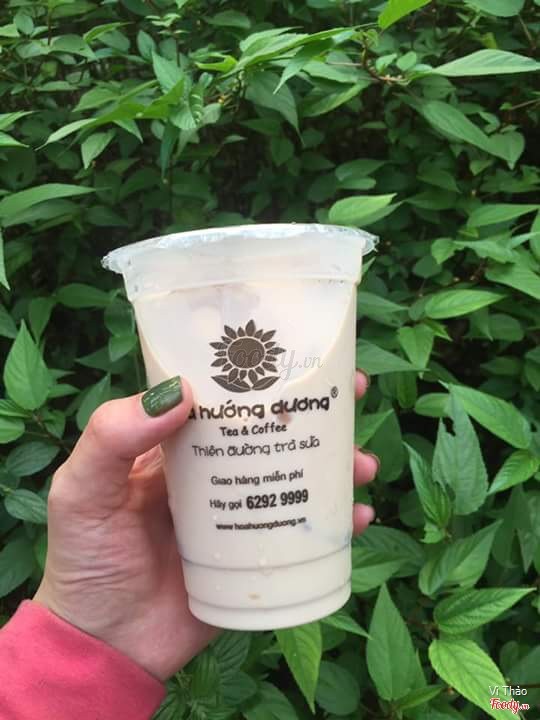 y.vn
hướng dương®
Tea & Coffee
Thiên đường trà sữa
Giao hàng miễn phí
Hãy gọi 6292 9999
www.hoahuongduong.vn
Vi Thảo
Foody.vn